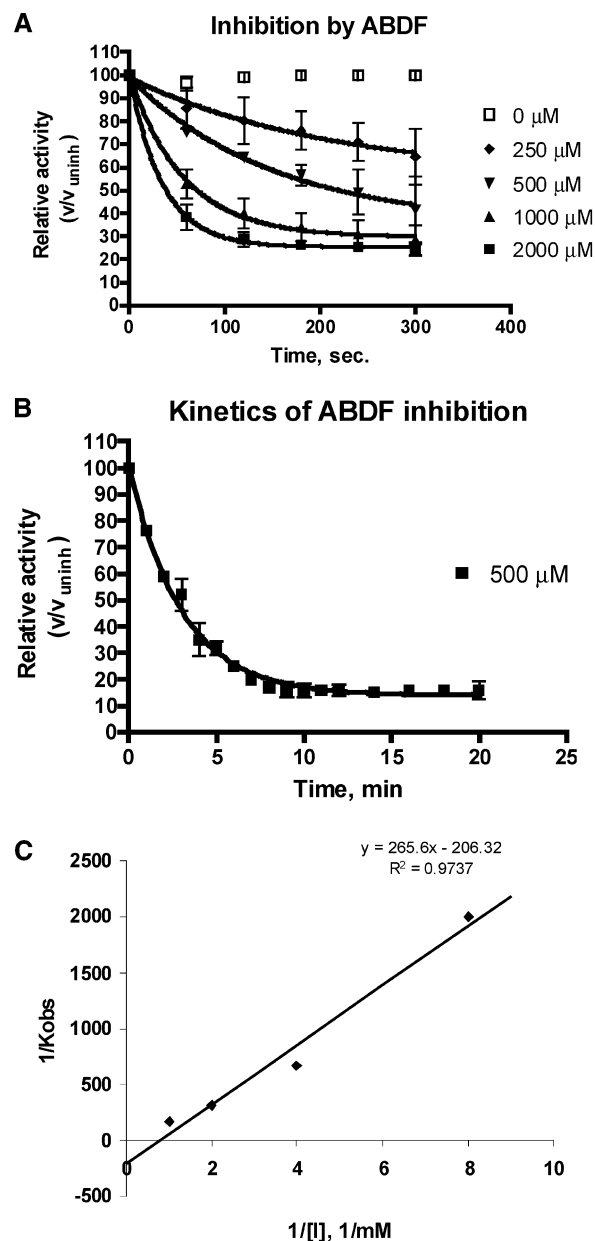 A
Inhibition by ABDF
110
100
90
80
70
60
50
40
30
20
10
0
Relative activity
(v/v uninh)
0
100
200
300
400
Time, sec.
0 μM
250 μM
500 μM
1000 μM
2000 μM
B
Kinetics of ABDF inhibition
110
100
90
80
70
60
50
40
30
20
10
0
Relative activity
(v/v uninh)
0
5
10
15
20
25
Time, min
500 μM
C
y = 265.6x - 206.32
R² = 0.9737
2500
2000
1500
1000
500
0
-500
1/Kobs
0
2
4
6
8
10
1/[I], 1/mM